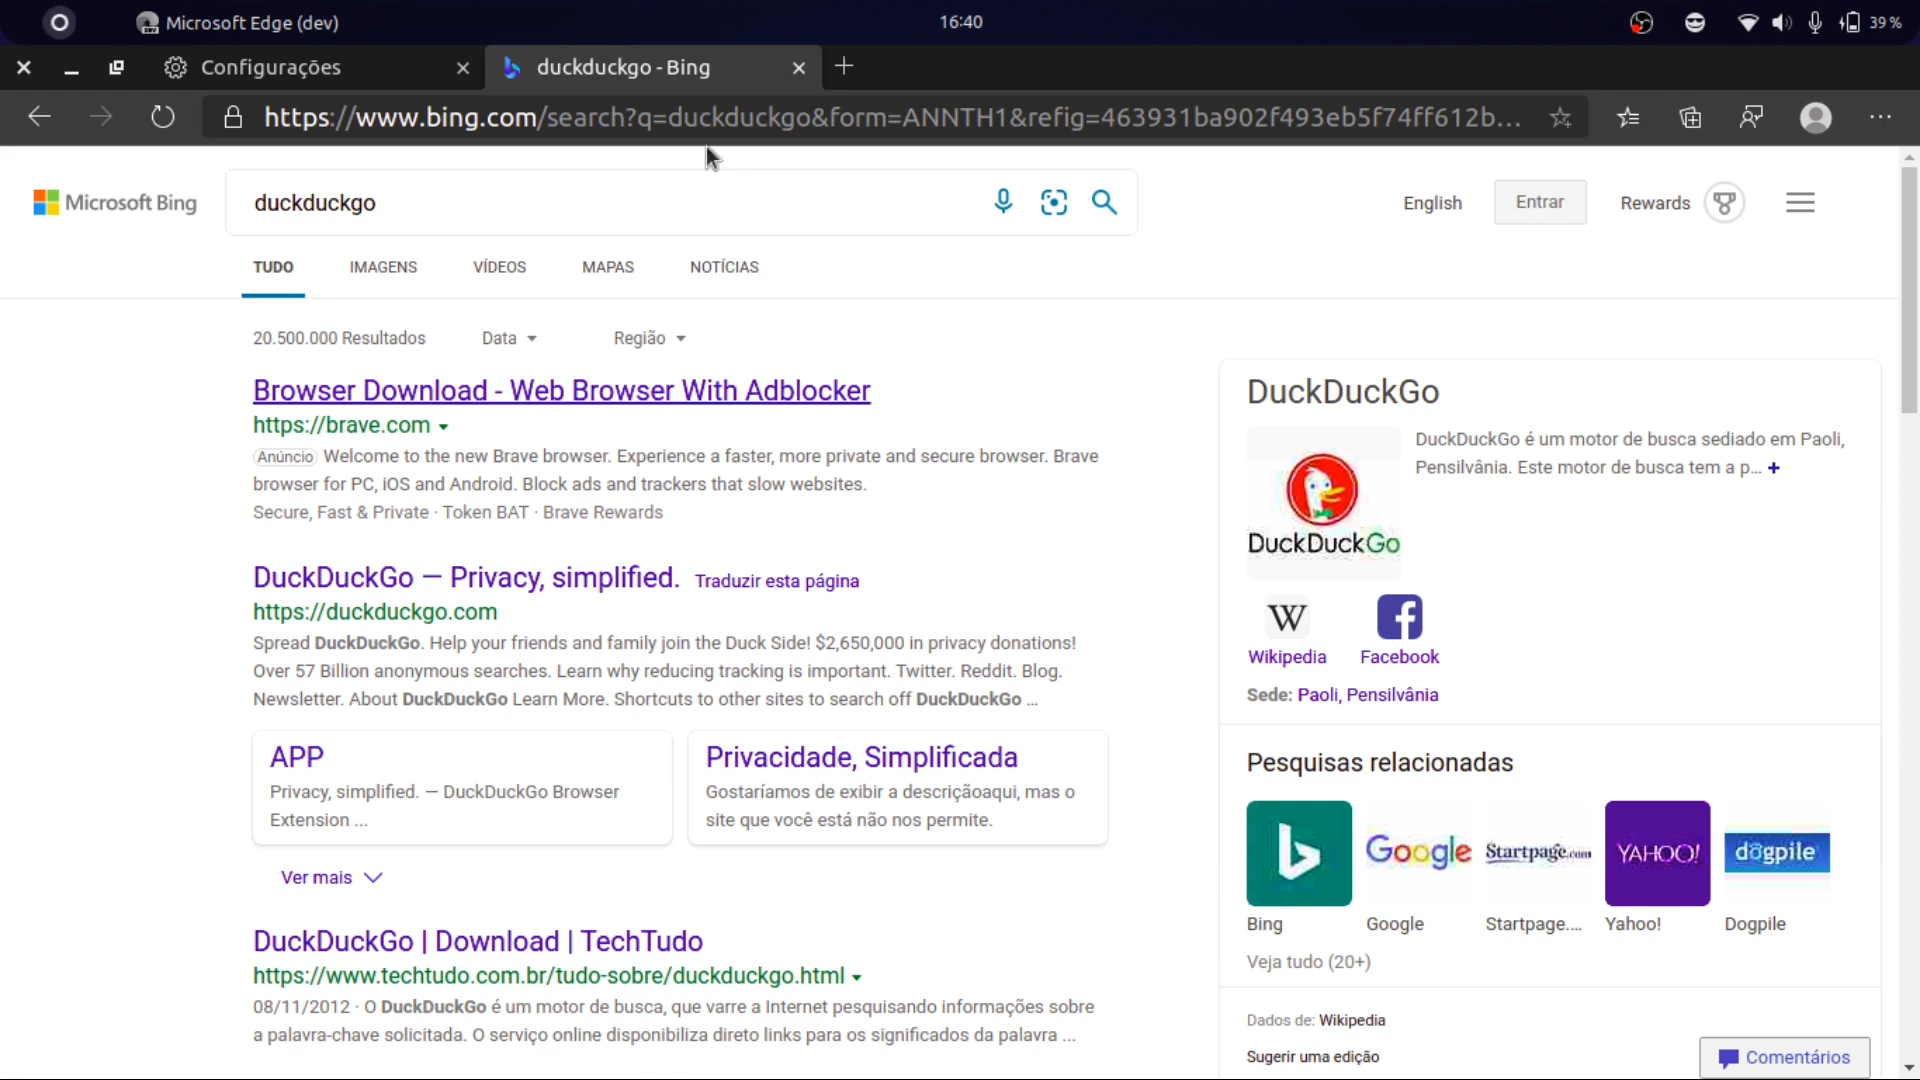 Microsoft Edge (dev)
16:40
39 %
Configurações
duckduckgo - Bing
https://www.bing.com/search?q=duckduckgo&form=ANNTH1&refig=463931ba902f493eb5f74ff612b...
Microsoft Bing
duckduckgo
English
Entrar
Rewards
TUDO
IMAGENS
VÍDEOS
MAPAS
NOTÍCIAS
20.500.000 Resultados
Data
Região
Browser Download - Web Browser With Adblocker
https://brave.com
Anúncio Welcome to the new Brave browser. Experience a faster, more private and secure browser. Brave
browser for PC, iOS and Android. Block ads and trackers that slow websites.
Secure, Fast & Private · Token BAT · Brave Rewards
DuckDuckGo — Privacy, simplified. Traduzir esta página
https://duckduckgo.com
Spread DuckDuckGo. Help your friends and family join the Duck Side! $2,650,000 in privacy donations!
Over 57 Billion anonymous searches. Learn why reducing tracking is important. Twitter. Reddit. Blog.
Newsletter. About DuckDuckGo Learn More. Shortcuts to other sites to search off DuckDuckGo ...
APP
Privacy, simplified. — DuckDuckGo Browser
Extension ...
Privacidade, Simplificada
Gostaríamos de exibir a descriçãoaqui, mas o
site que você está não nos permite.
Ver mais
DuckDuckGo | Download | TechTudo
https://www.techtudo.com.br/tudo-sobre/duckduckgo.html
08/11/2012 · O DuckDuckGo é um motor de busca, que varre a Internet pesquisando informações sobre
a palavra-chave solicitada. O serviço online disponibiliza direto links para os significados da palavra ...
DuckDuckGo
DuckDuckGo é um motor de busca sediado em Paoli,
Pensilvânia. Este motor de busca tem a p... +
DuckDuckGo
W
Wikipedia
Facebook
Sede: Paoli, Pensilvânia
Pesquisas relacionadas
Google
Startpage.com
YAHOO!
dogpile
Bing
Google
Startpage....
Yahoo!
Dogpile
Veja tudo (20+)
Dados de: Wikipedia
Sugerir uma edição
Comentários